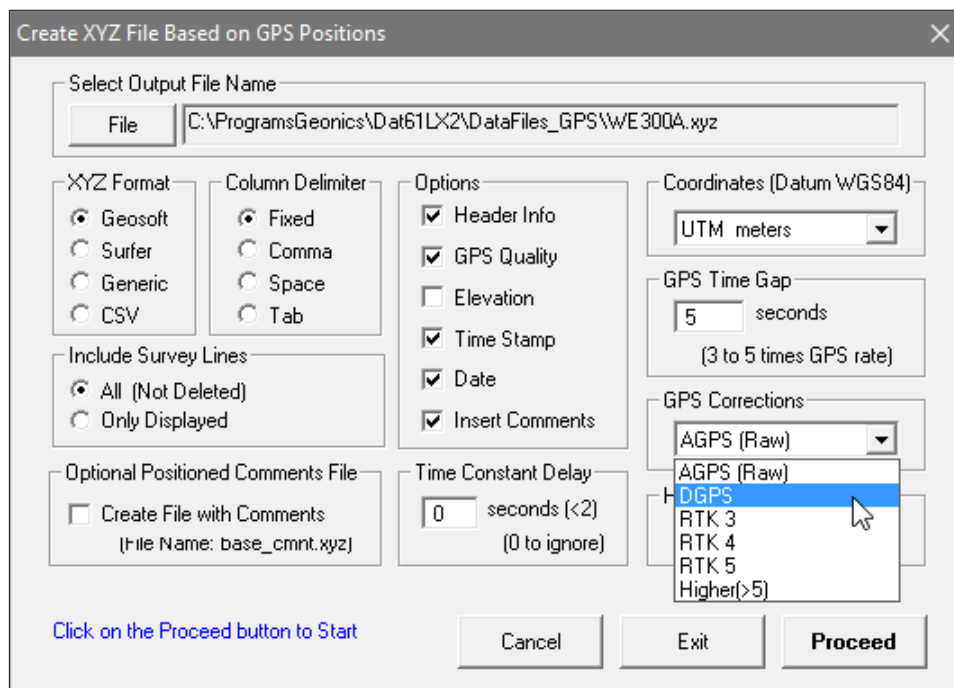 Create XYZ File Based on GPS Positions
Select Output File Name
File
C:\ProgramsGeonics\Dat61LX2\DataFiles_GPS\WE300A.xyz
XYZ Format
Geosoft
Surfer
Generic
CSV
Column Delimiter
Fixed
Comma
Space
Tab
Include Survey Lines
All (Not Deleted)
Only Displayed
Options
Header Info
GPS Quality
Elevation
Time Stamp
Date
Insert Comments
Coordinates (Datum WGS84)
UTM meters
GPS Time Gap
5 seconds
(3 to 5 times GPS rate)
GPS Corrections
AGPS (Raw)
AGPS (Raw)
DGPS
RTK 3
RTK 4
RTK 5
Higher(>5)
Optional Positioned Comments File
Create File with Comments
(File Name: base_cmnt.xyz)
Time Constant Delay
0 seconds (<2)
(0 to ignore)
Click on the Proceed button to Start
Cancel
Exit
Proceed